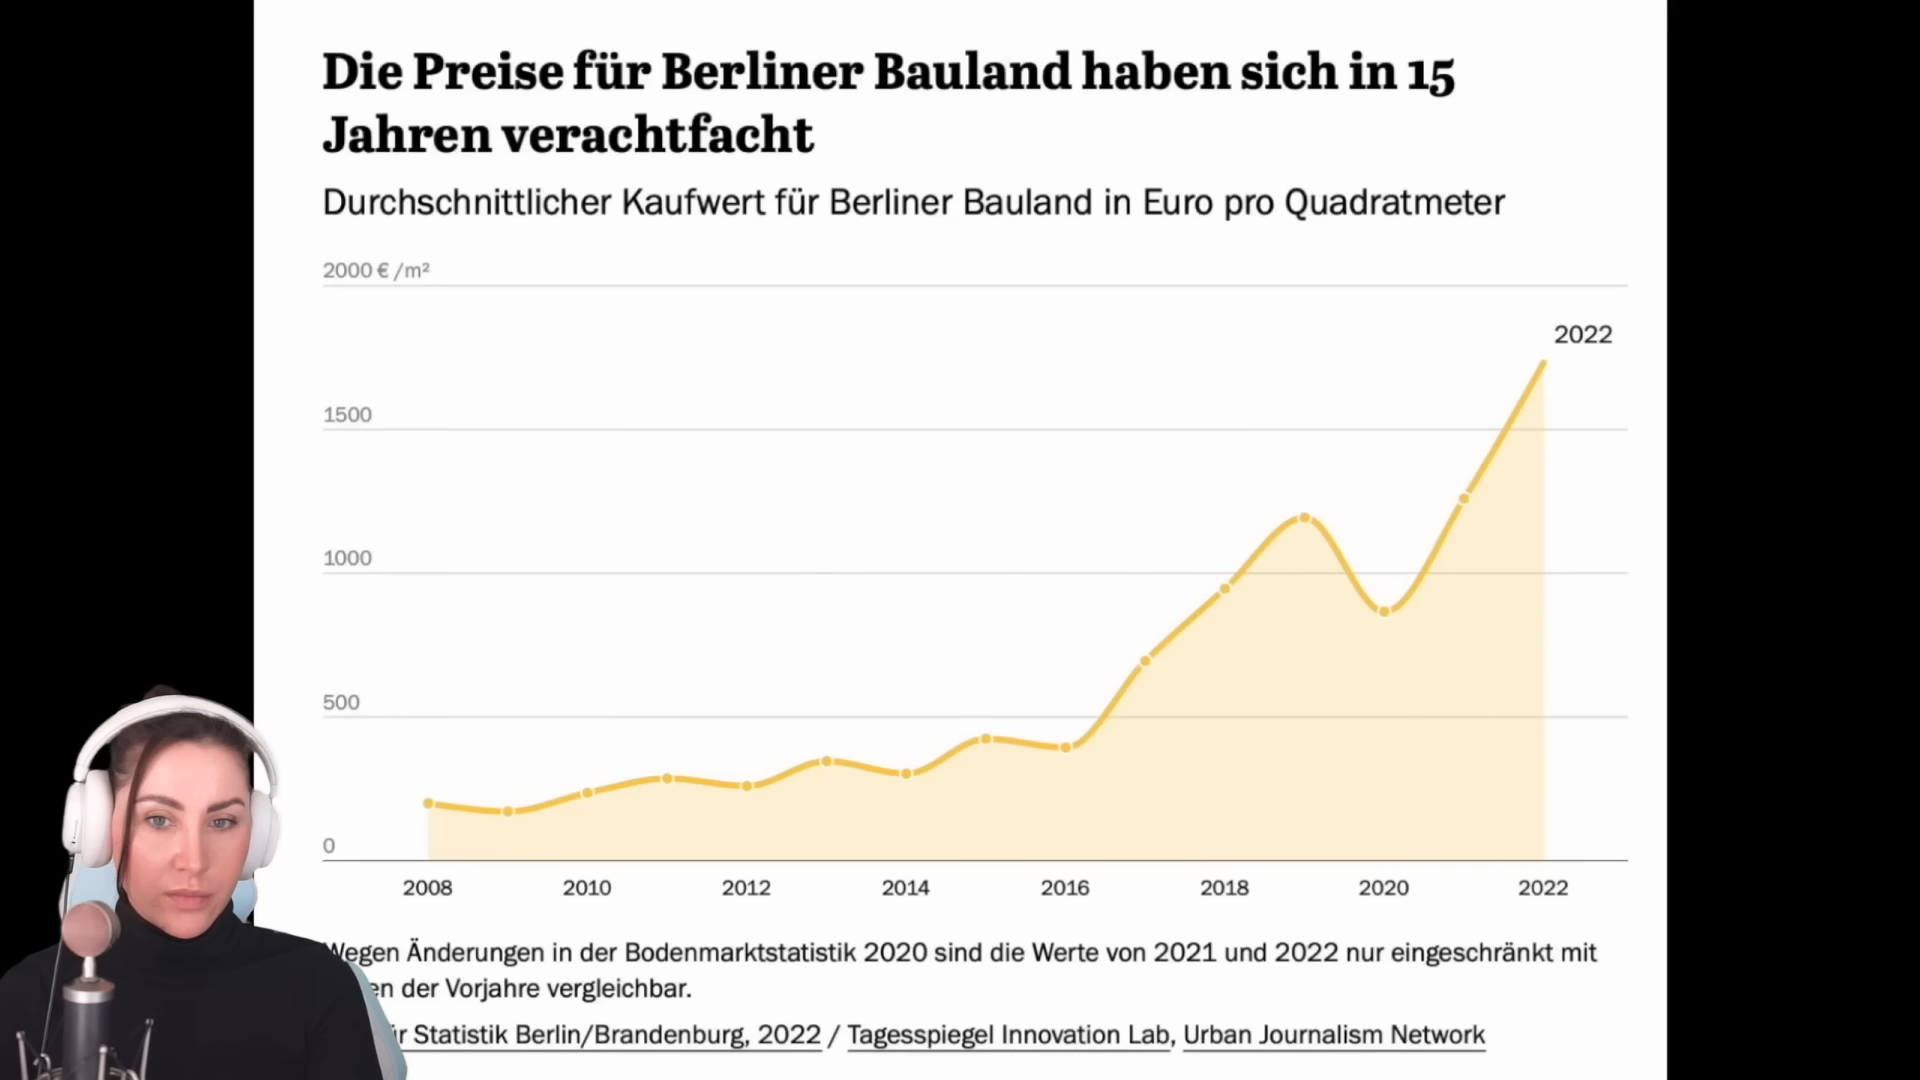 Die Preise für Berliner Bauland haben sich in 15
Jahren verachtfacht
Durchschnittlicher Kaufwert für Berliner Bauland in Euro pro Quadratmeter
2000 € /m²
2022
1500
1000
500
0
2008 2010 2012 2014 2016 2018 2020 2022
Änderungen in der Bodenmarktstatistik 2020 sind die Werte von 2021 und 2022 nur eingeschränkt mit
der Vorjahre vergleichbar.
Statistik Berlin/Brandenburg, 2022 / Tagesspiegel Innovation Lab, Urban Journalism Network